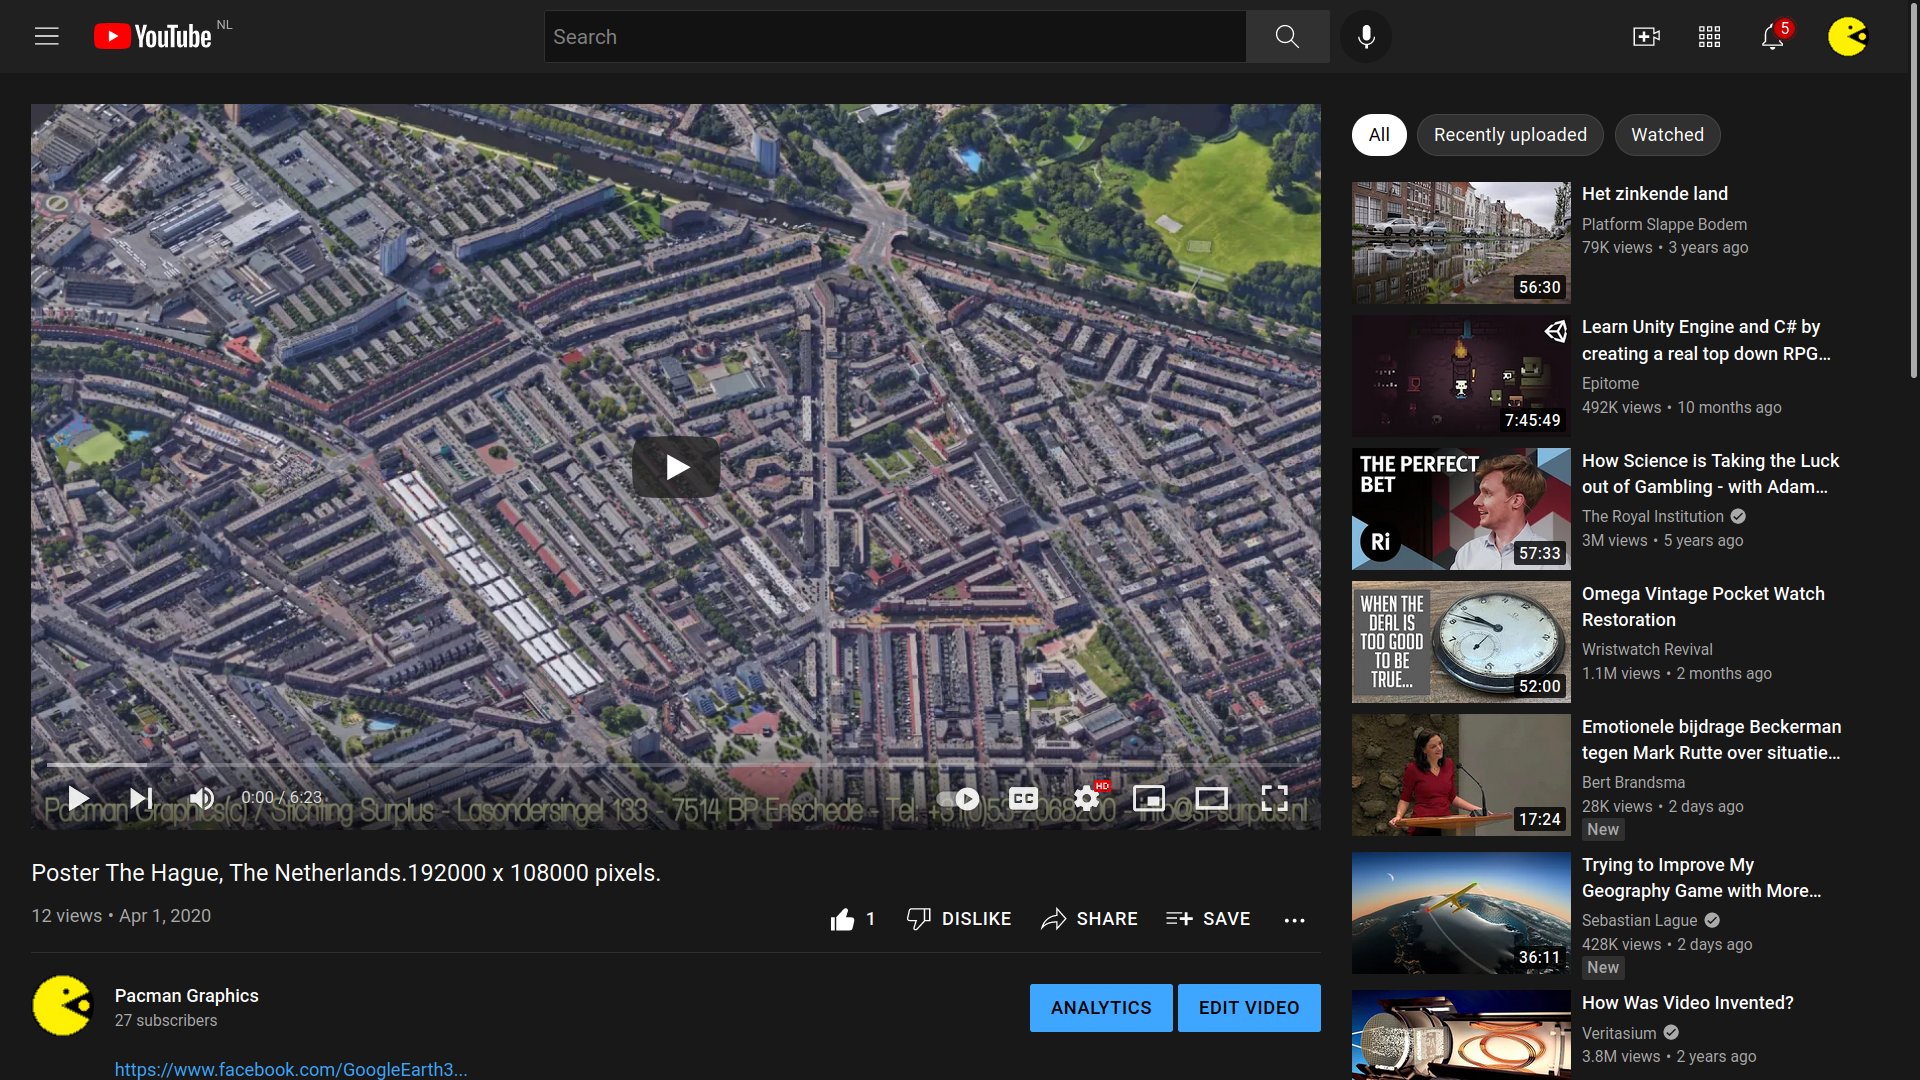 YouTube NL
Search
5
All
Recently uploaded
Watched
Het zinkende land
Platform Slappe Bodem
79K views • 3 years ago
56:30
Learn Unity Engine and C# by
creating a real top down RPG...
Epitome
492K views • 10 months ago
7:45:49
THE PERFECT
BET
Ri
57:33
How Science is Taking the Luck
out of Gambling - with Adam...
The Royal Institution
3M views • 5 years ago
WHEN THE
DEAL IS
TOO GOOD
TO BE
TRUE...
52:00
Omega Vintage Pocket Watch
Restoration
Wristwatch Revival
1.1M views • 2 months ago
17:24
Emotionele bijdrage Beckerman
tegen Mark Rutte over situatie...
Bert Brandsma
28K views • 2 days ago
New
36:11
Trying to Improve My
Geography Game with More...
Sebastian Lague
428K views • 2 days ago
New
How Was Video Invented?
Veritasium
3.8M views • 2 years ago
0:00 / 6:23
CC
HD
Pacman Graphics(c) / Stichting Surplus - Lasondersingel 133 - 7514 BP Enschede - Tel. +31(0)53-2068200 - info@st-surplus.nl
Poster The Hague, The Netherlands.192000 x 108000 pixels.
12 views • Apr 1, 2020
1
DISLIKE
SHARE
SAVE
Pacman Graphics
27 subscribers
ANALYTICS
EDIT VIDEO
https://www.facebook.com/GoogleEarth3...